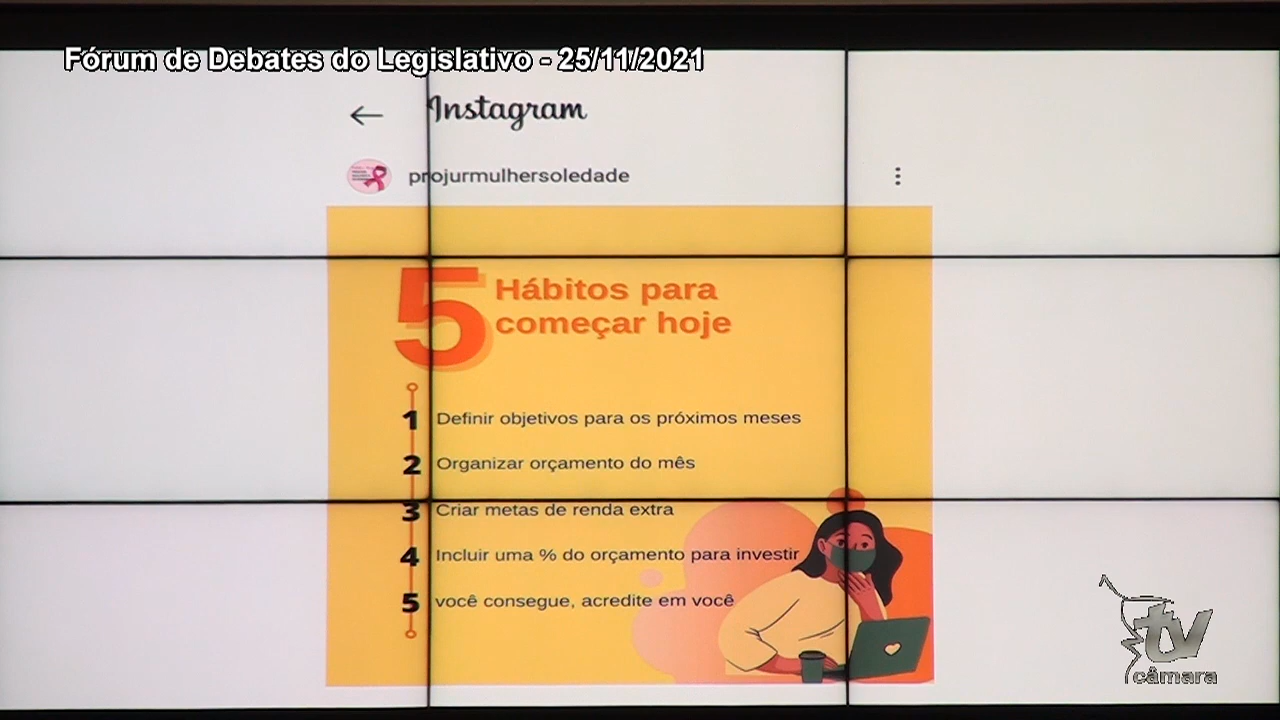 Fórum de Debates do Legislativo - 25/11/2021
Instagram
projurmulhersoledade
5 Hábitos para
começar hoje
1 Definir objetivos para os próximos meses
2 Organizar orçamento do mês
3 Criar metas de renda extra
4 Incluir uma % do orçamento para investir
5 você consegue, acredite em você
tv
câmara